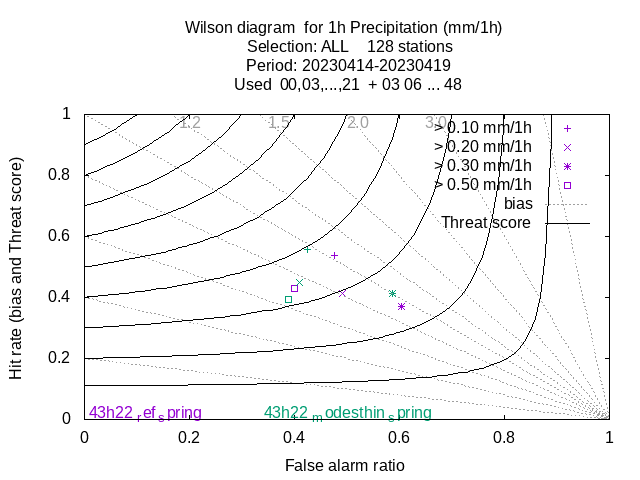 Wilson diagram  for 1h Precipitation (mm/1h)
Selection: ALL    128 stations
Period: 20230414-20230419
Used  00,03,...,21  + 03 06 ... 48
Hit rate (bias and Threat score)
1
0.8
0.6
0.4
0.2
0
1.2
1.5
2.0
3.0
> 0.10 mm/1h
> 0.20 mm/1h
> 0.30 mm/1h
> 0.50 mm/1h
bias
Threat score
43h22_ref_spring
43h22_modesthin_spring
0 0.2 0.4 0.6 0.8 1
False alarm ratio